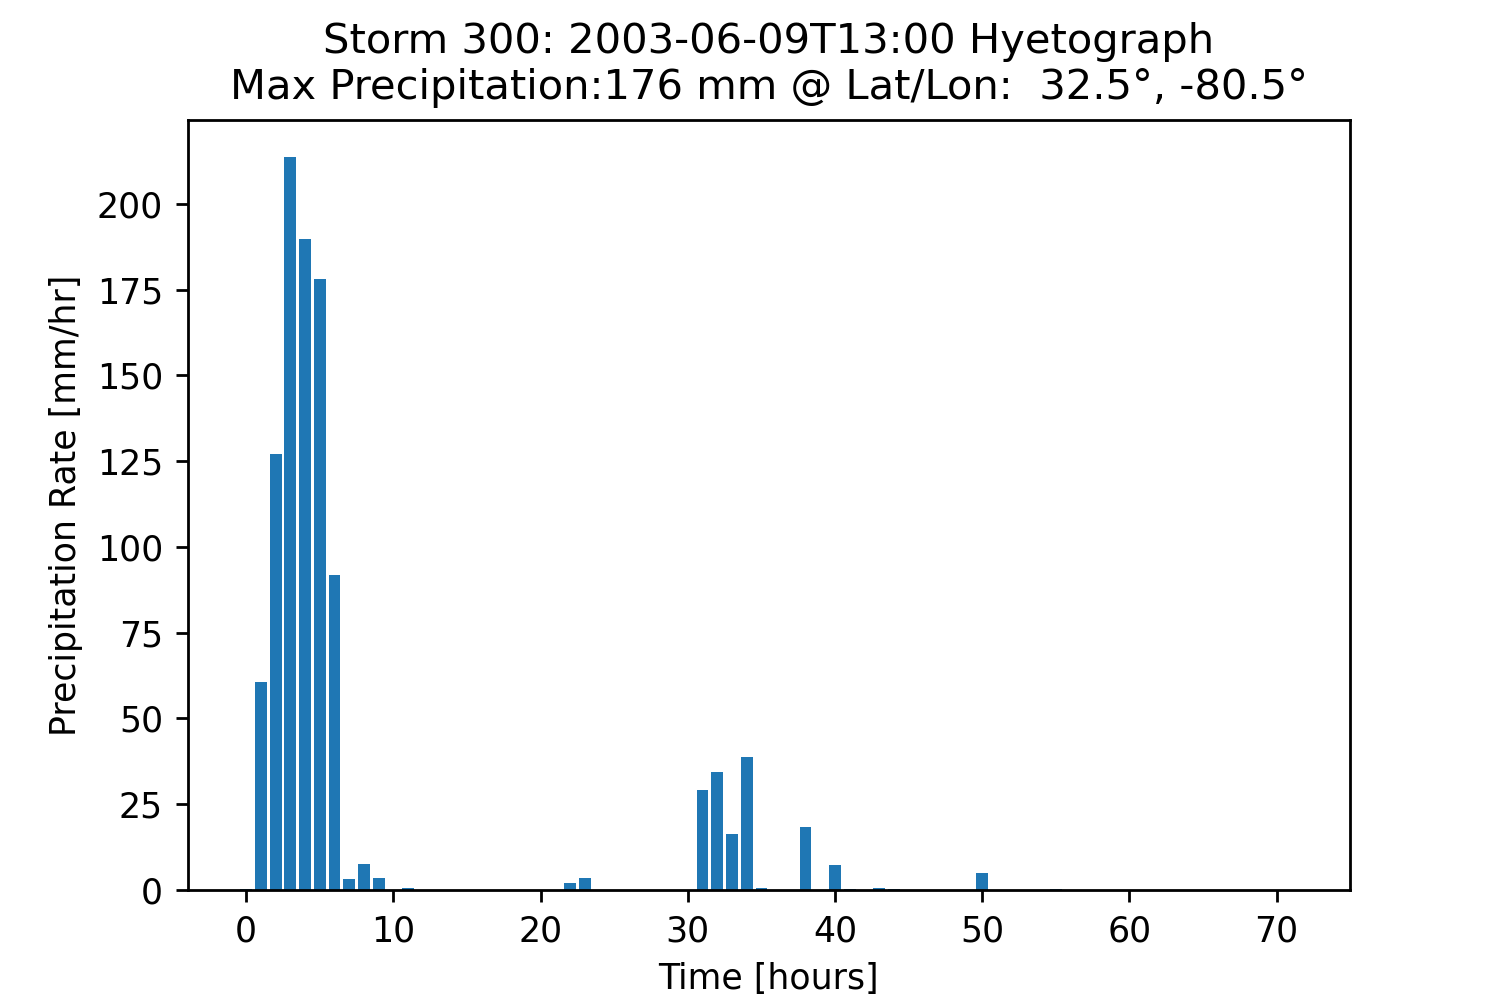 Storm 300: 2003-06-09T13:00 Hyetograph
Max Precipitation:176 mm @ Lat/Lon:  32.5°, -80.5°
Precipitation Rate [mm/hr]
200
175
150
125
100
75
50
25
0
0 10 20 30 40 50 60 70
Time [hours]